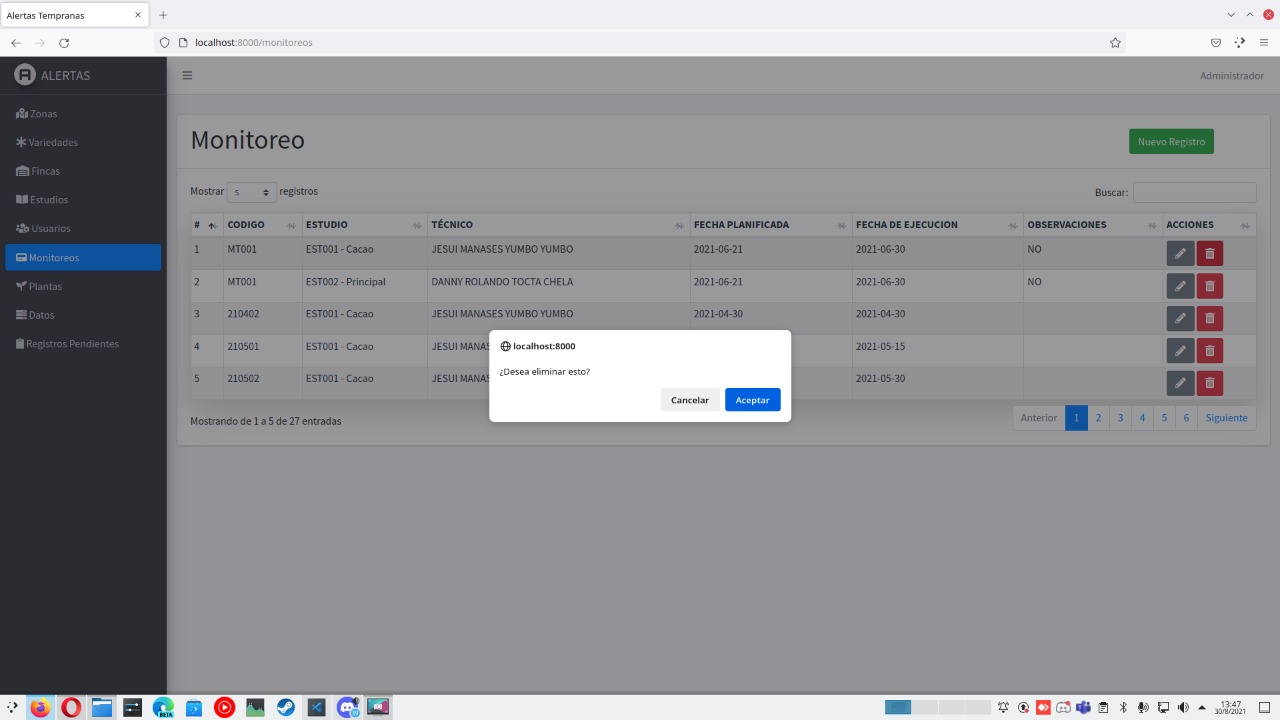 Alertas Tempranas
localhost:8000/monitoreos
ALERTAS
Administrador
Zonas
Variedades
Fincas
Estudios
Usuarios
Monitoreos
Plantas
Datos
Registros Pendientes
Monitoreo
Nuevo Registro
Mostrar 5 registros
Buscar:
# CODIGO ESTUDIO TÉCNICO FECHA PLANIFICADA FECHA DE EJECUCION OBSERVACIONES ACCIONES
1 MT001 EST001 - Cacao JESUI MANASES YUMBO YUMBO 2021-06-21 2021-06-30 NO
2 MT001 EST002 - Principal DANNY ROLANDO TOCTA CHELA 2021-06-21 2021-06-30 NO
3 210402 EST001 - Cacao JESUI MANASES YUMBO YUMBO 2021-04-30 2021-04-30
4 210501 EST001 - Cacao JESUI MANAS 2021-05-15
5 210502 EST001 - Cacao JESUI MANAS 2021-05-30
localhost:8000
¿Desea eliminar esto?
Cancelar Aceptar
Mostrando de 1 a 5 de 27 entradas
Anterior 1 2 3 4 5 6 Siguiente
BETA
13:47
30/8/2021